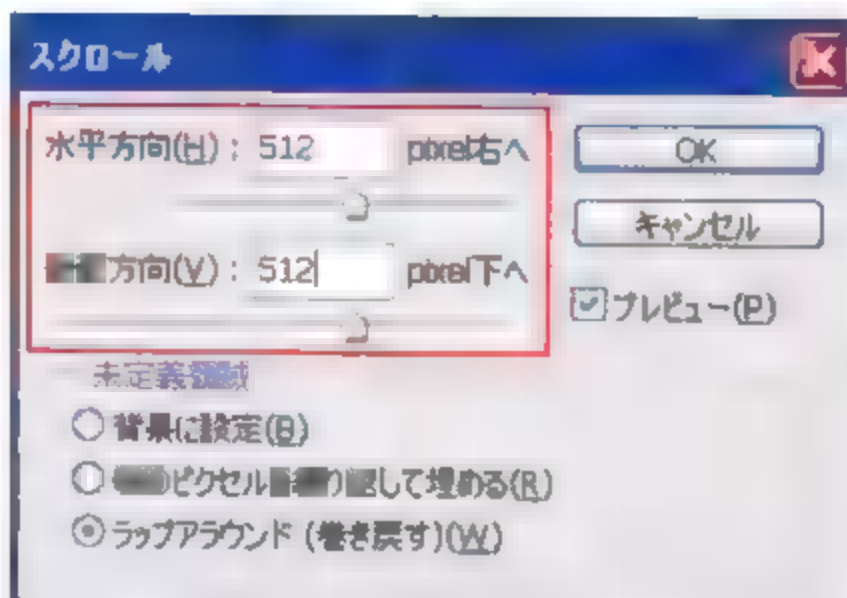 スクロール
水平方向(H): 512 pixel右へ
OK
キャンセル
方向(V): 512 pixel下へ
プレビュー(P)
未定義領域
背景に設定(B)
ピクセル して埋める(R)
ラップアラウンド (巻き戻す)(W)